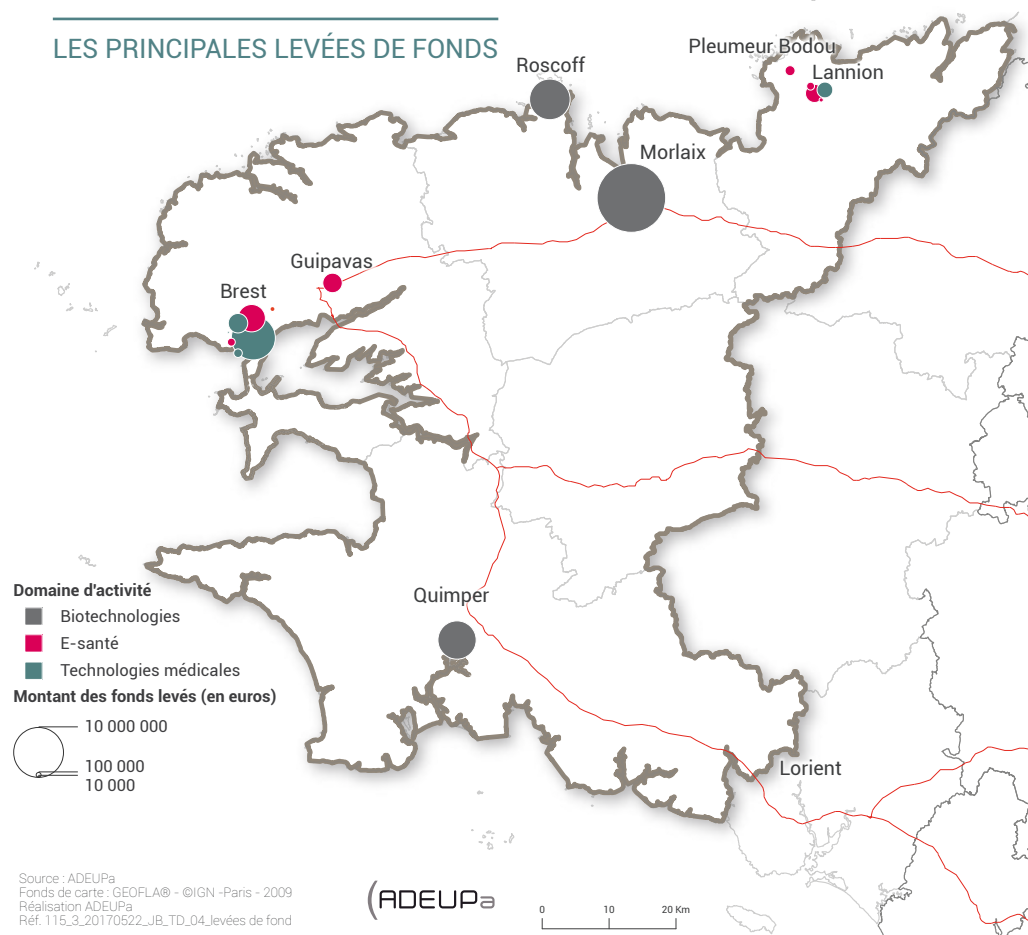 LES PRINCIPALES LEVÉES DE FONDS
Pleumeur Bodou
Roscoff
Lannion
Morlaix
Guipavas
Brest
Domaine d'activité
Biotechnologies
E-santé
Technologies médicales
Montant des fonds levés (en euros)
10 000 000
100 000
10 000
Quimper
Lorient
Source : ADEUPa
Fonds de carte : GEOFLA® - ©IGN -Paris - 2009
Réalisation ADEUPa
Réf. 115_3_20170522_JB_TD_04_levées de fond
ADEUPa
0 10 20 Km